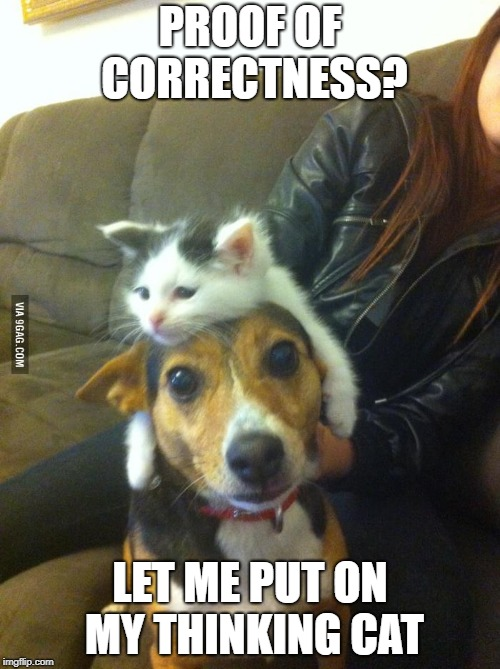 PROOF OF
CORRECTNESS?
VIA 9GAG.COM
LET ME PUT ON
MY THINKING CAT
imgflip.com